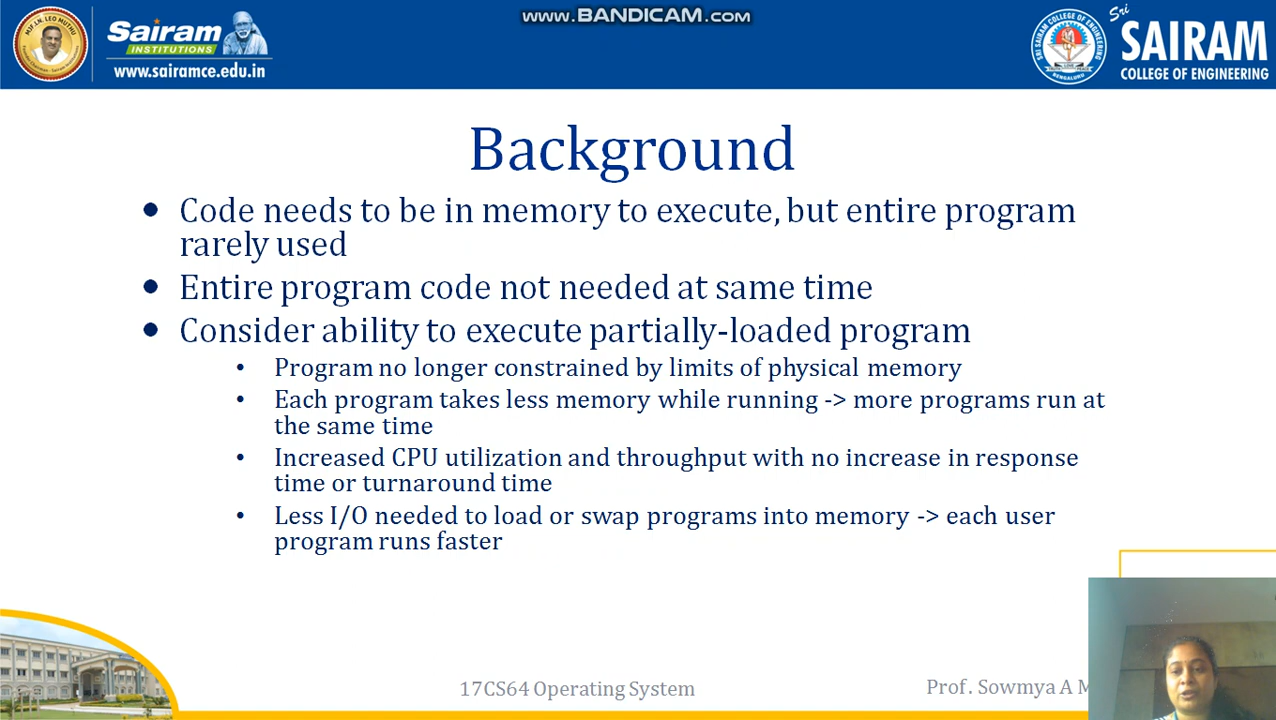 www.BANDICAM.com
Sairam
INSTITUTIONS
www.sairamce.edu.in
Sri
SAIRAM
COLLEGE OF ENGINEERING
Background
• Code needs to be in memory to execute, but entire program
rarely used
• Entire program code not needed at same time
• Consider ability to execute partially-loaded program
• Program no longer constrained by limits of physical memory
• Each program takes less memory while running -> more programs run at
the same time
• Increased CPU utilization and throughput with no increase in response
time or turnaround time
• Less I/O needed to load or swap programs into memory -> each user
program runs faster
17CS64 Operating System
Prof. Sowmya A M